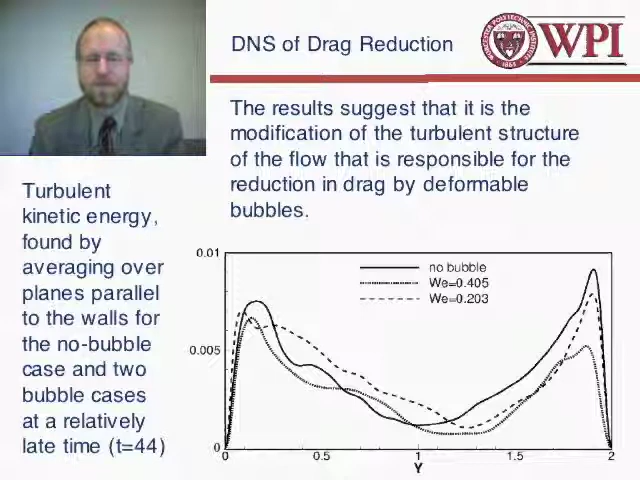 DNS of Drag Reduction
WPI
WORCESTER POLYTECHNIC INSTITUTE
1865
The results suggest that it is the
modification of the turbulent structure
of the flow that is responsible for the
reduction in drag by deformable
bubbles.
Turbulent
kinetic energy,
found by
averaging over
planes parallel
to the walls for
the no-bubble
case and two
bubble cases
at a relatively
late time (t=44)
0.01
0.005
0
no bubble
We=0.405
We=0.203
0 0.5 1 1.5 2
Y